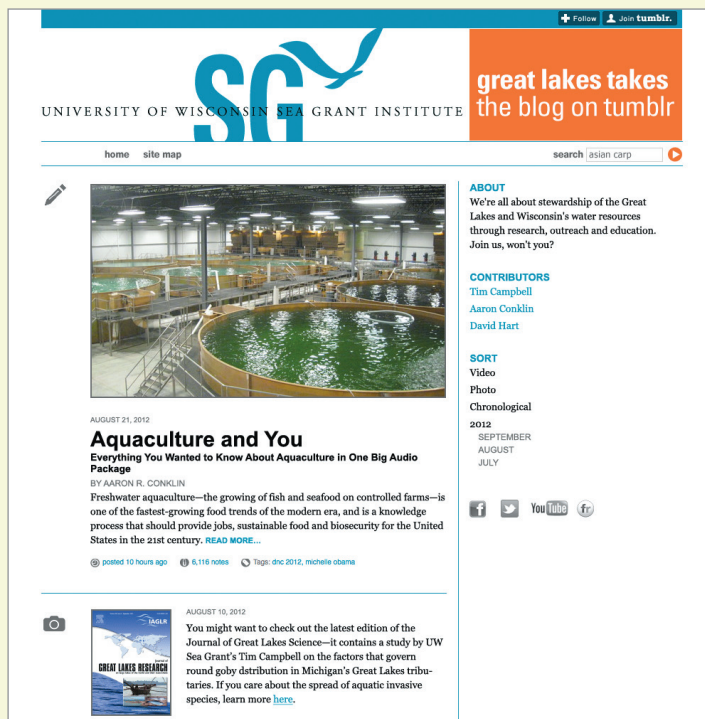 Follow
Join tumblr.
SG
UNIVERSITY OF WISCONSIN SEA GRANT INSTITUTE
great lakes takes
the blog on tumblr
home site map
search asian carp
AUGUST 21, 2012
Aquaculture and You
Everything You Wanted to Know About Aquaculture in One Big Audio
Package
BY AARON R. CONKLIN
Freshwater aquaculture—the growing of fish and seafood on controlled farms—is
one of the fastest-growing food trends of the modern era, and is a knowledge
process that should provide jobs, sustainable food and biosecurity for the United
States in the 21st century. READ MORE...
posted 10 hours ago 6,116 notes Tags: dnc 2012, michelle obama
IAGLR
GREAT LAKES RESEARCH
AUGUST 10, 2012
You might want to check out the latest edition of the
Journal of Great Lakes Science—it contains a study by UW
Sea Grant's Tim Campbell on the factors that govern
round goby dstribution in Michigan's Great Lakes tribu-
taries. If you care about the spread of aquatic invasive
species, learn more here.
ABOUT
We're all about stewardship of the Great
Lakes and Wisconsin's water resources
through research, outreach and education.
Join us, won't you?
CONTRIBUTORS
Tim Campbell
Aaron Conklin
David Hart
SORT
Video
Photo
Chronological
2012
SEPTEMBER
AUGUST
JULY
f You Tube fr